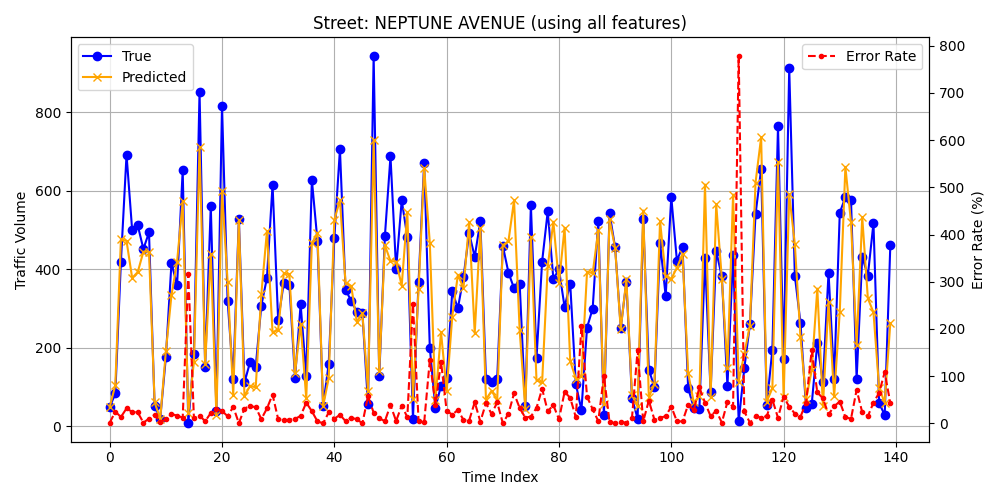 Street: NEPTUNE AVENUE (using all features)
True
Predicted
Error Rate
Traffic Volume
0
200
400
600
800
0
100
200
300
400
500
600
700
800
Error Rate (%)
0 20 40 60 80 100 120 140
Time Index